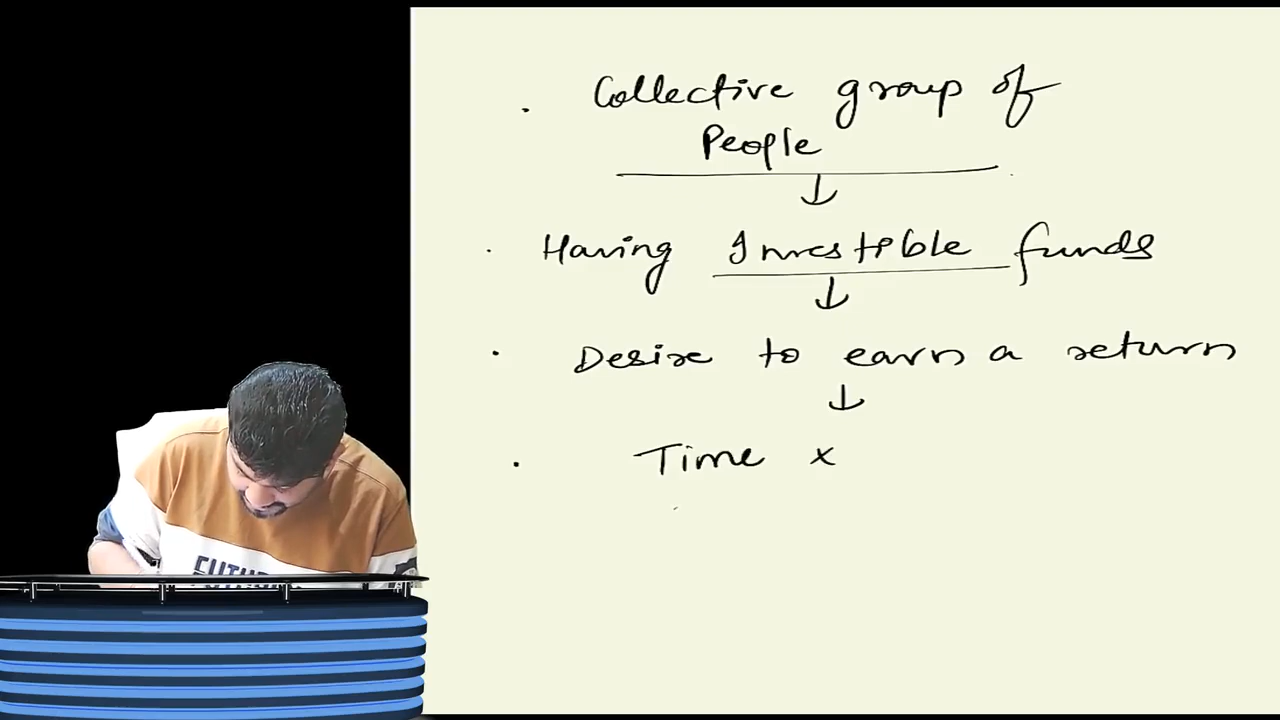 . Collective group of
People
↓
. Having Investible funds
↓
. Desire to earn a return
↓
. Time x